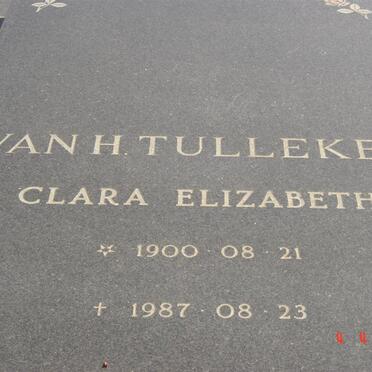 VAN H. TULLEKE
CLARA ELIZABETH
☆ 1900 · 08 · 21
† 1987 · 08 · 23